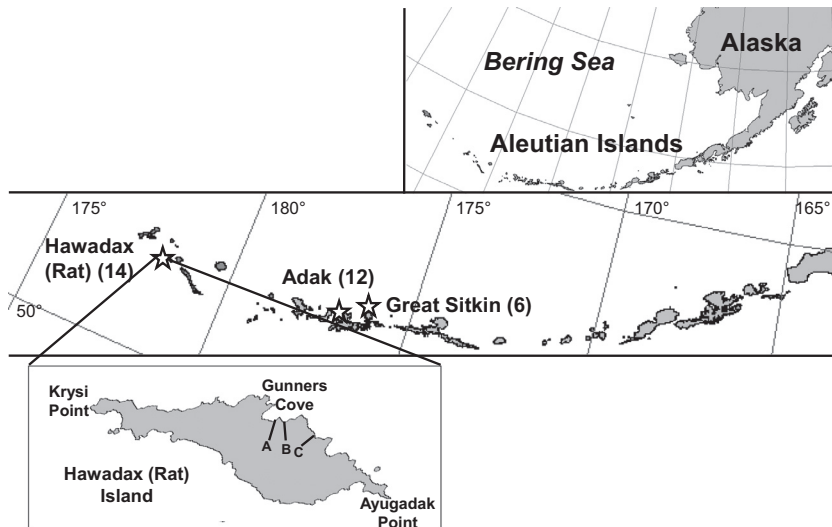 Alaska
Bering Sea
Aleutian Islands
175°
180°
175°
170°
165°
Hawadax
(Rat) (14)
Adak (12)
Great Sitkin (6)
50°
Gunners
Cove
Krysi
Point
A
B
C
Hawadax (Rat)
Island
Ayugadak
Point